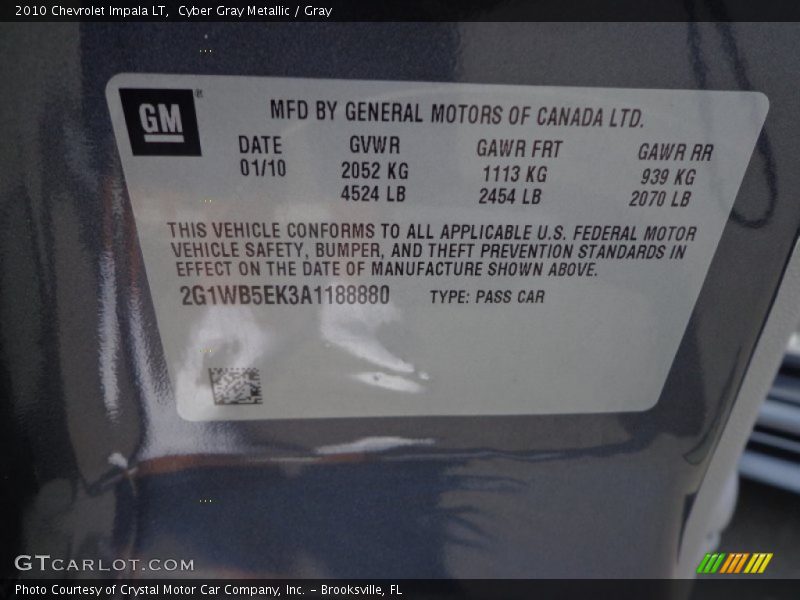 2010 Chevrolet Impala LT,  Cyber Gray Metallic / Gray
GM®
MFD BY GENERAL MOTORS OF CANADA LTD.
DATE GVWR GAWR FRT GAWR RR
01/10 2052 KG 1113 KG 939 KG
4524 LB 2454 LB 2070 LB
THIS VEHICLE CONFORMS TO ALL APPLICABLE U.S. FEDERAL MOTOR
VEHICLE SAFETY, BUMPER, AND THEFT PREVENTION STANDARDS IN
EFFECT ON THE DATE OF MANUFACTURE SHOWN ABOVE.
2G1WB5EK3A1188880 TYPE: PASS CAR
GTCARLOT.COM
Photo Courtesy of Crystal Motor Car Company, Inc. – Brooksville, FL